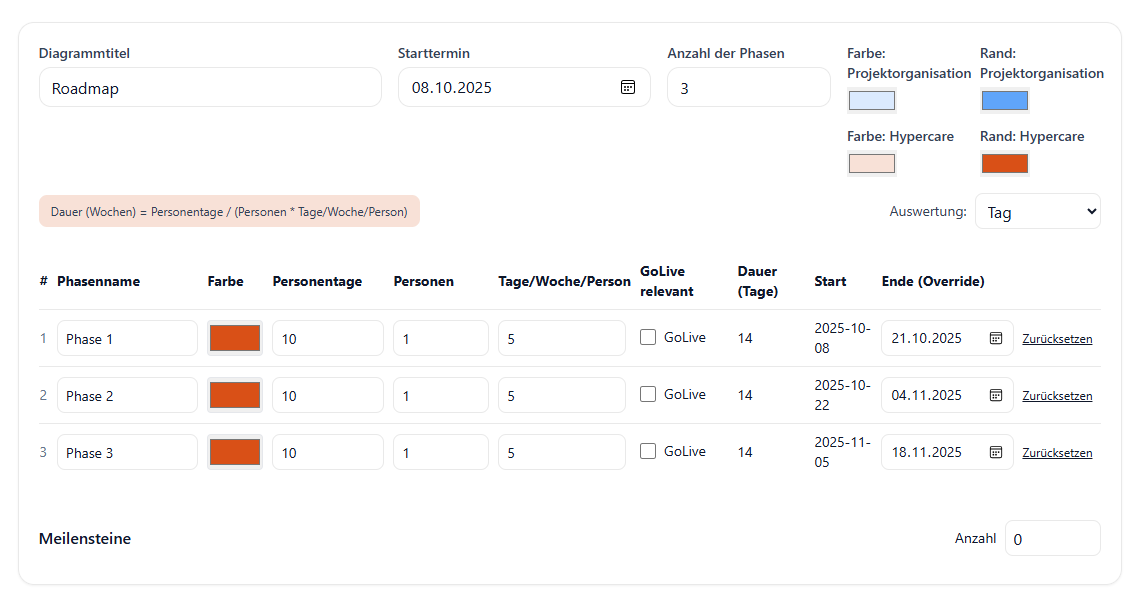 Diagrammtitel
Starttermin
Anzahl der Phasen
Farbe:
Projektorganisation
Rand:
Projektorganisation
Roadmap
08.10.2025
3
Farbe: Hypercare
Rand: Hypercare
Dauer (Wochen) = Personentage / (Personen * Tage/Woche/Person)
Auswertung:
Tag
# Phasenname Farbe Personentage Personen Tage/Woche/Person GoLive
relevant
Dauer
(Tage)
Start Ende (Override)
1 Phase 1 10 1 5 GoLive 14 2025-10-
08
21.10.2025 Zurücksetzen
2 Phase 2 10 1 5 GoLive 14 2025-10-
22
04.11.2025 Zurücksetzen
3 Phase 3 10 1 5 GoLive 14 2025-11-
05
18.11.2025 Zurücksetzen
Meilensteine
Anzahl 0